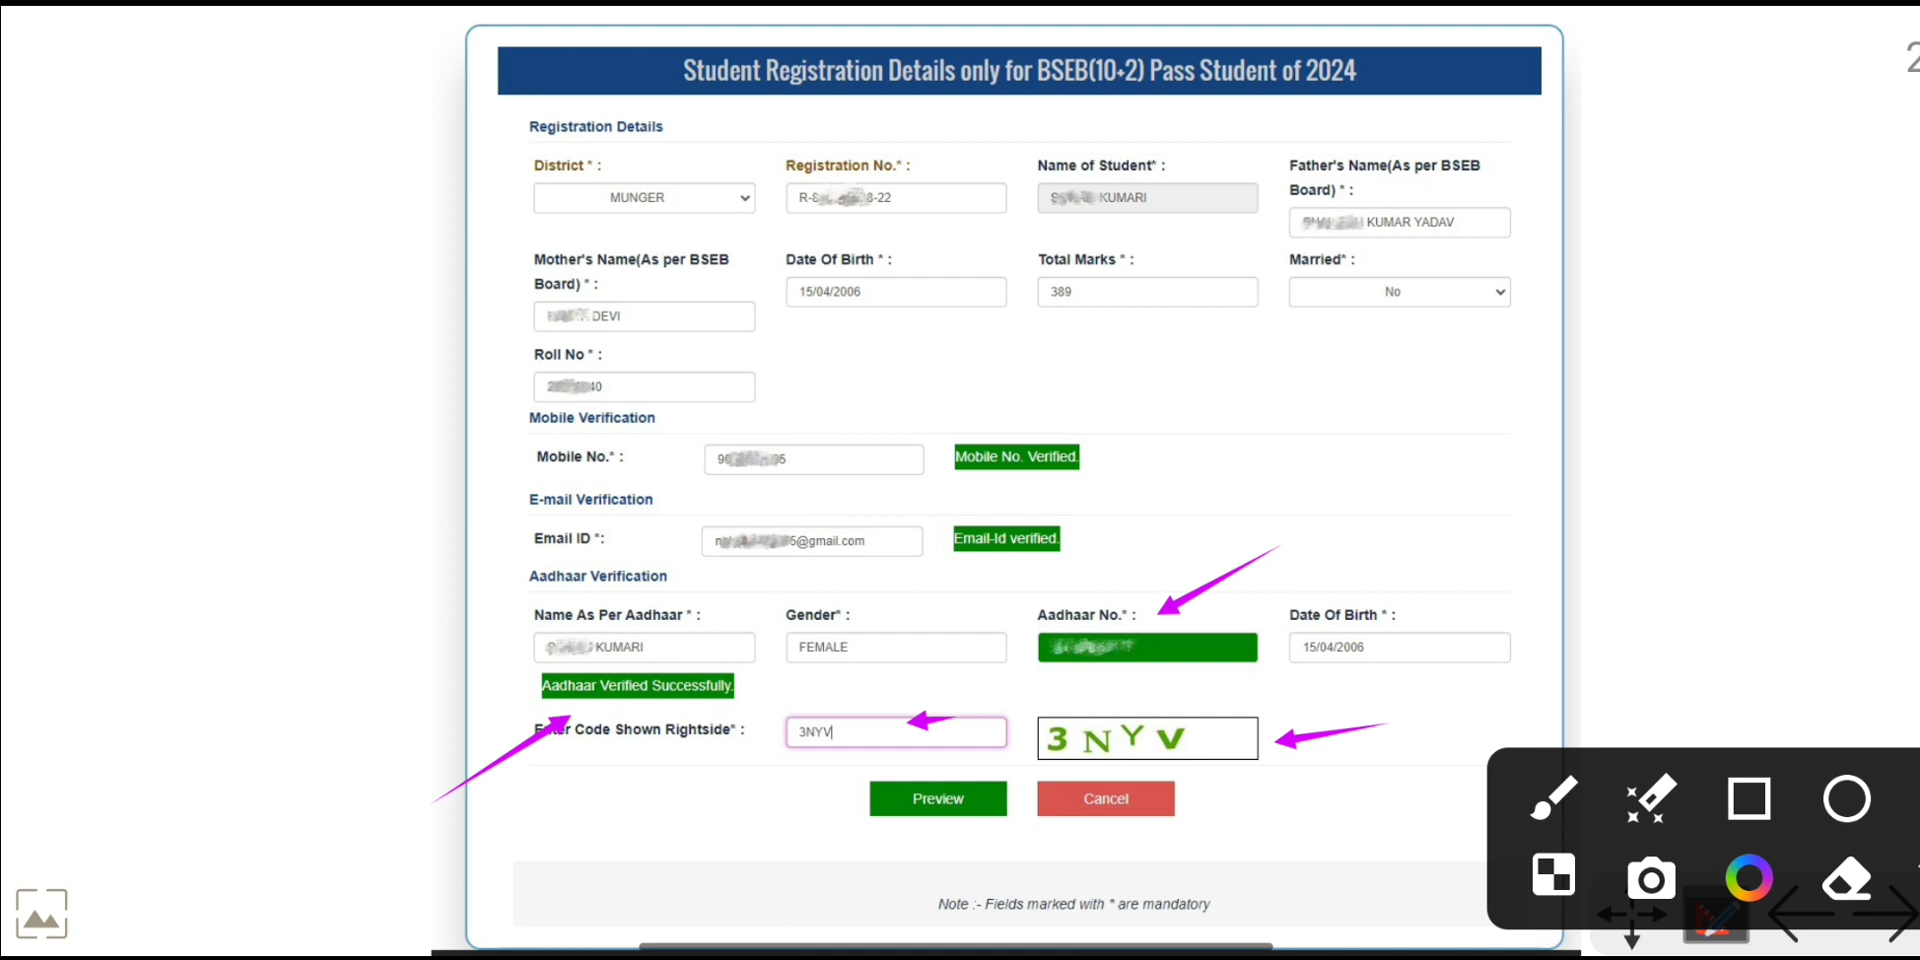 Student Registration Details only for BSEB(10+2) Pass Student of 2024
Registration Details
District * :
Registration No.* :
Name of Student* :
Father's Name(As per BSEB Board) * :
MUNGER
8-22
KUMARI
KUMAR YADAV
Mother's Name(As per BSEB Board) * :
Date Of Birth * :
Total Marks * :
Married* :
DEVI
15/04/2006
389
No
Roll No * :
40
Mobile Verification
Mobile No.* :
Mobile No. Verified.
E-mail Verification
Email ID *:
5@gmail.com
Email-Id verified.
Aadhaar Verification
Name As Per Aadhaar * :
Gender* :
Aadhaar No.* :
Date Of Birth * :
KUMARI
FEMALE
15/04/2006
Aadhaar Verified Successfully.
Enter Code Shown Rightside* :
3NYV
3 N Y V
Preview
Cancel
Note :- Fields marked with * are mandatory